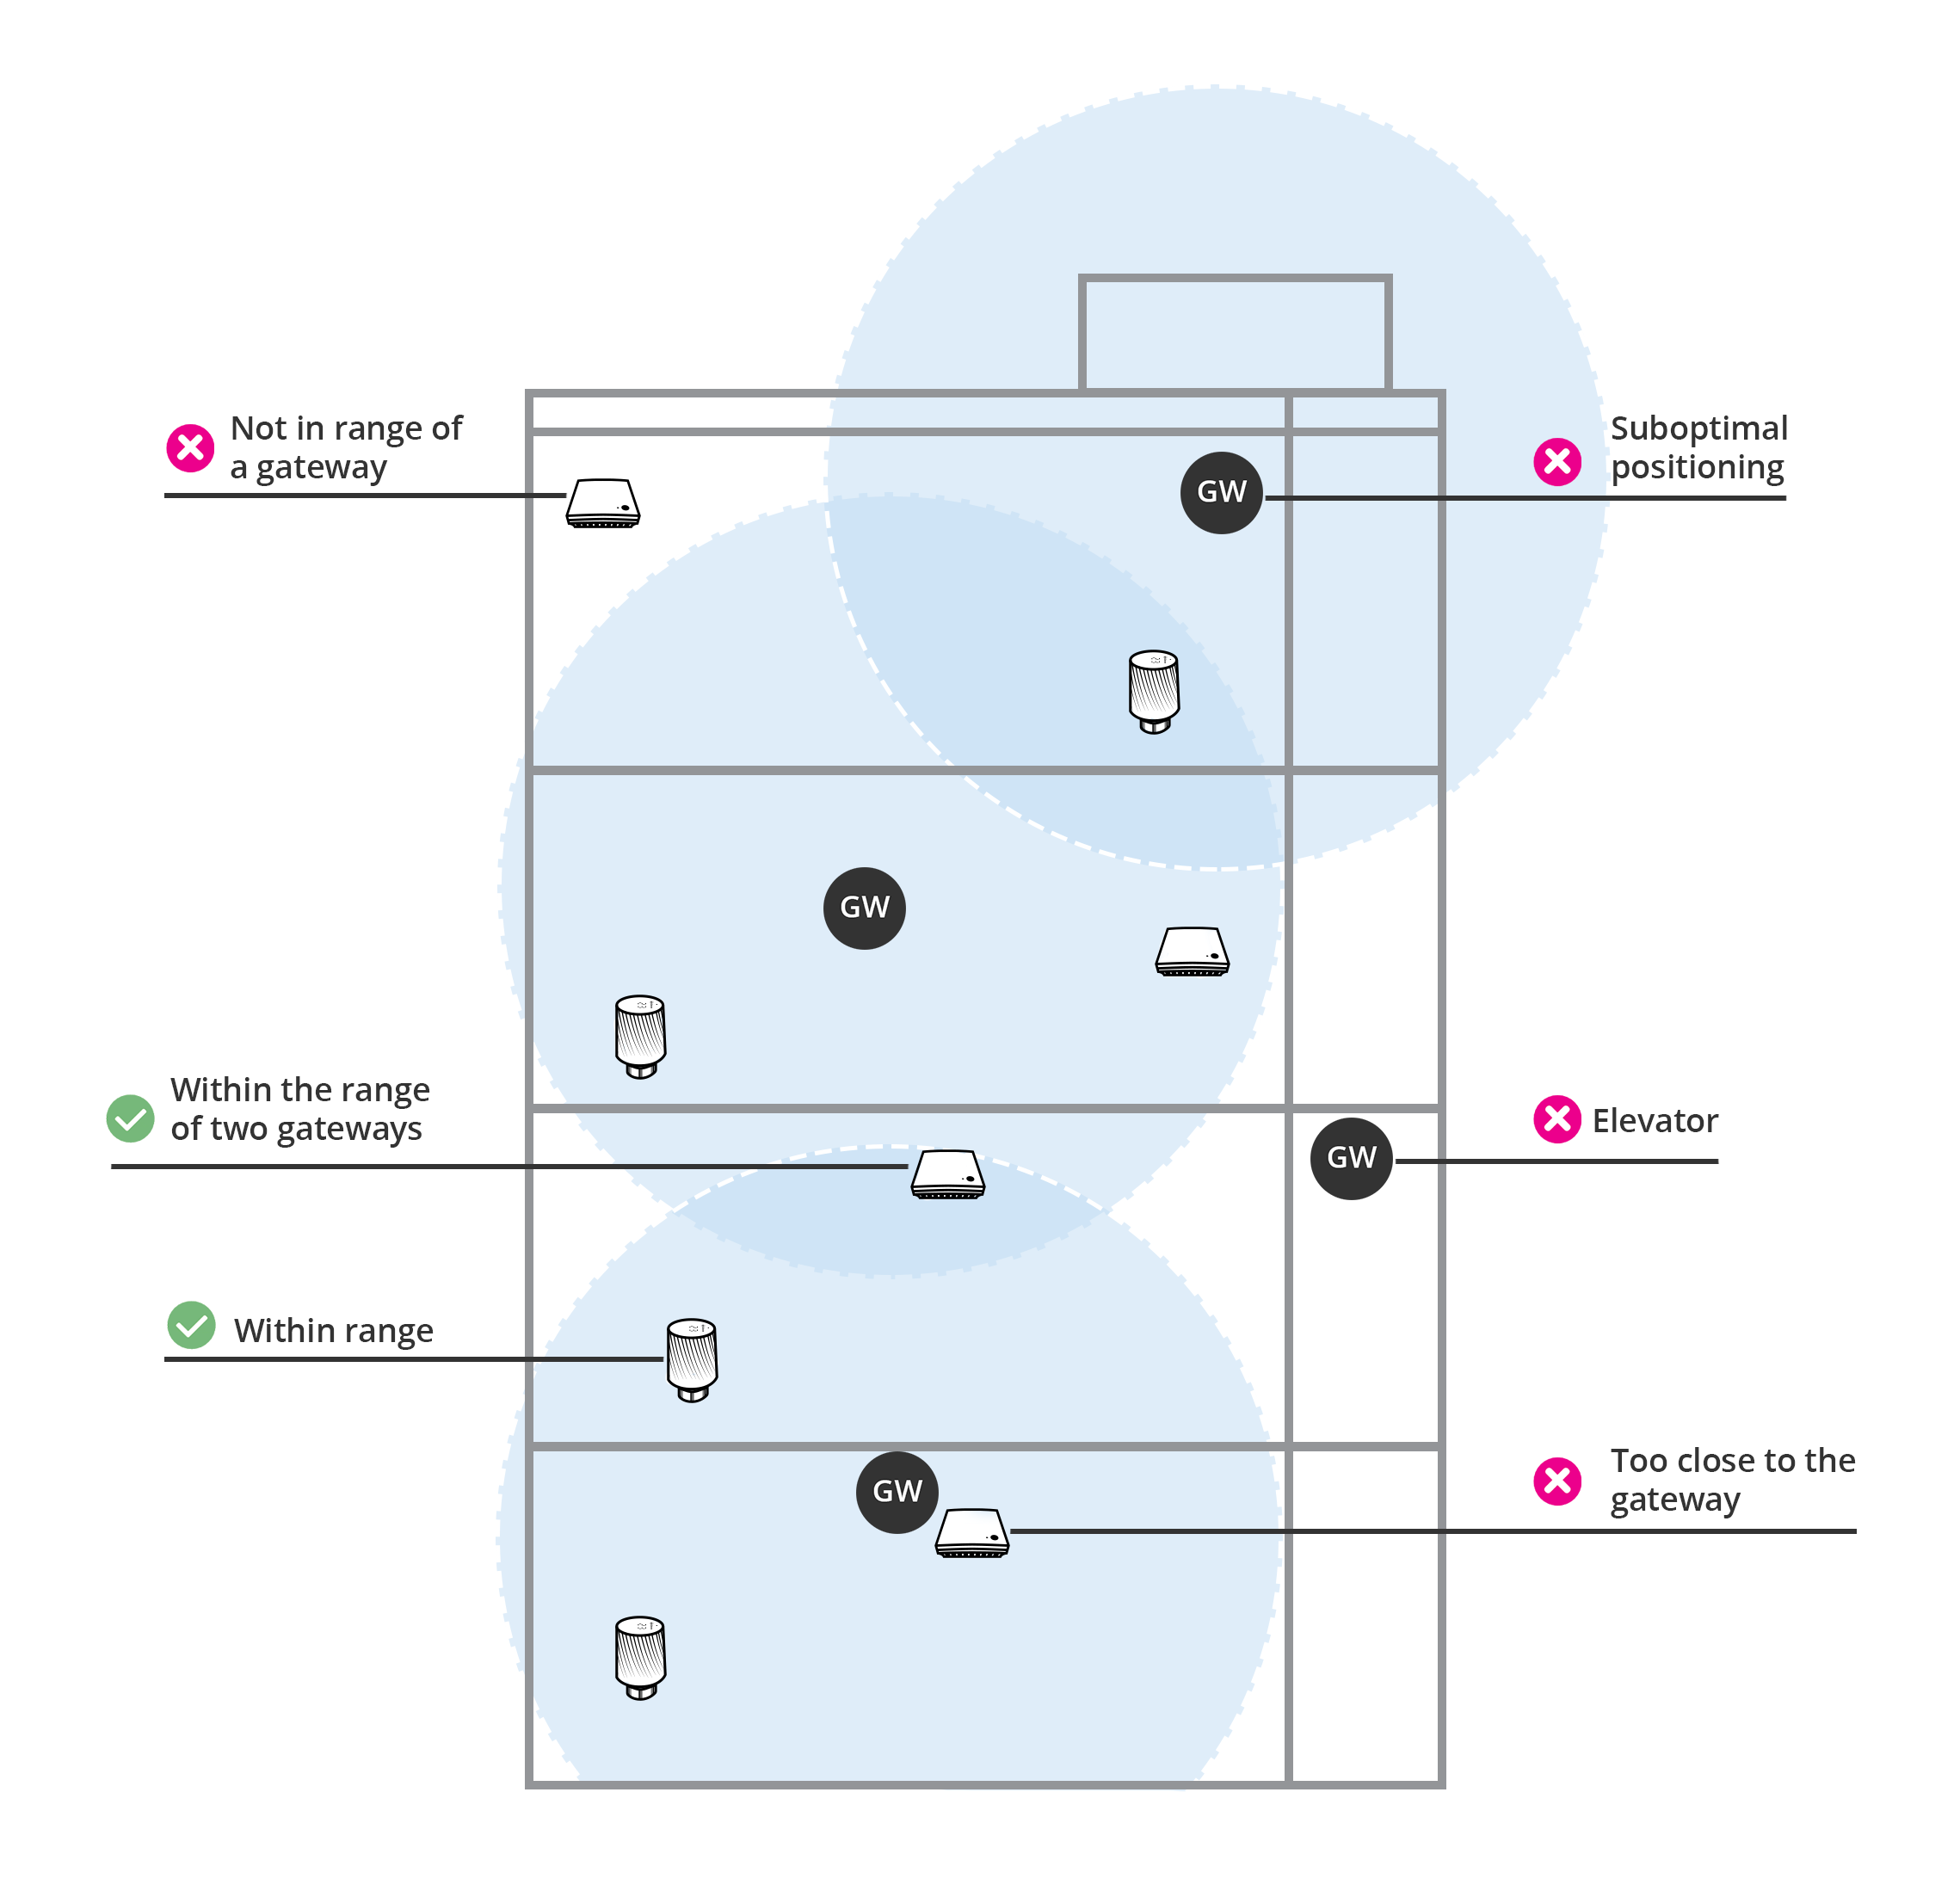 Not in range of
a gateway
Suboptimal
positioning
GW
GW
Within the range
of two gateways
Elevator
GW
Within range
Too close to the
gateway
GW